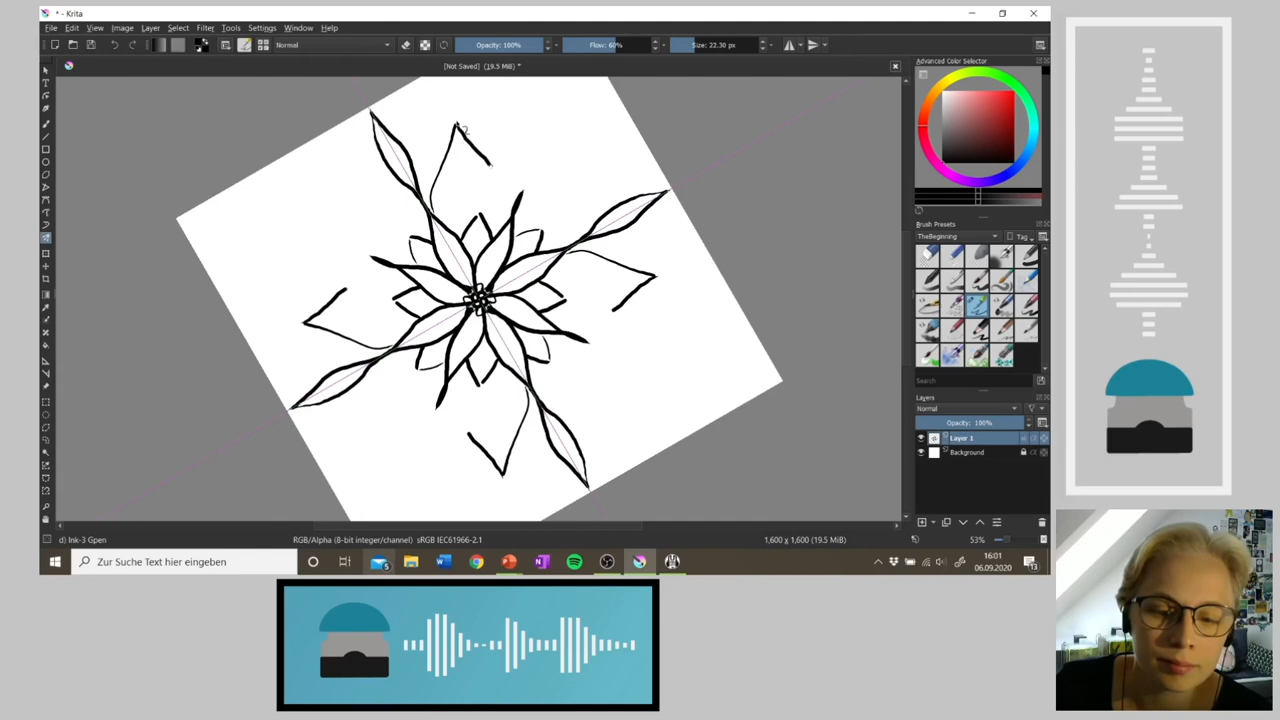 * - Krita
File Edit View Image Layer Select Filter Tools Settings Window Help
Normal Opacity: 100% Flow: 60% Size: 22.30 px
[Not Saved] (19.5 MiB) *
Advanced Color Selector
Brush Presets
TheBeginning Tag
Search
Layers
Normal
Opacity: 100%
Layer 1
Background
d) Ink-3 Gpen RGB/Alpha (8-bit integer/channel) sRGB IEC61966-2.1 1,600 x 1,600 (19.5 MiB) 53%
Zur Suche Text hier eingeben
5
16:01
06.09.2020
13